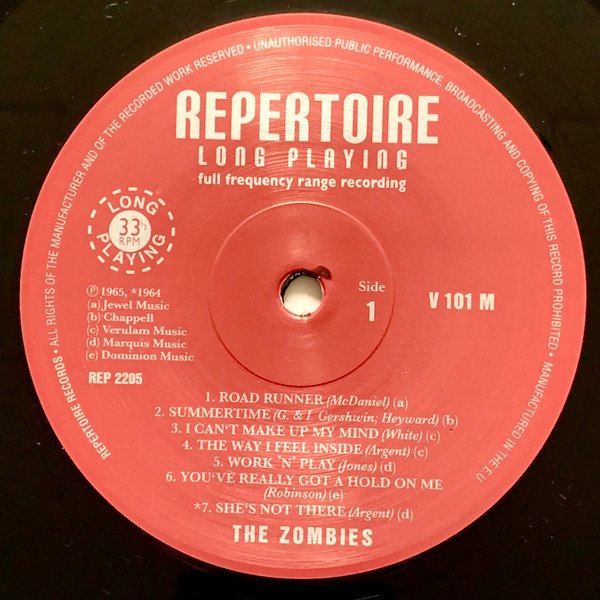 REPERTOIRE RECORDS • ALL RIGHTS OF THE MANUFACTURER AND OF THE RECORDED WORK RESERVED • UNAUTHORISED PUBLIC PERFORMANCE, BROADCASTING AND COPYING OF THIS RECORD PROHIBITED • MANUFACTURED IN THE E.U.
REPERTOIRE
LONG PLAYING
full frequency range recording
LONG
33⅓
RPM
PLAYING
Ⓟ 1965, *1964
(a) Jewel Music
(b) Chappell
(c) Verulam Music
(d) Marquis Music
(e) Dominion Music
REP 2205
Side
1
V 101 M
1. ROAD RUNNER (McDaniel) (a)
2. SUMMERTIME (G. & I. Gershwin; Heyward) (b)
3. I CAN'T MAKE UP MY MIND (White) (c)
4. THE WAY I FEEL INSIDE (Argent) (c)
5. WORK 'N' PLAY (Jones) (d)
6. YOU'VE REALLY GOT A HOLD ON ME
(Robinson) (e)
*7. SHE'S NOT THERE (Argent) (d)
THE ZOMBIES